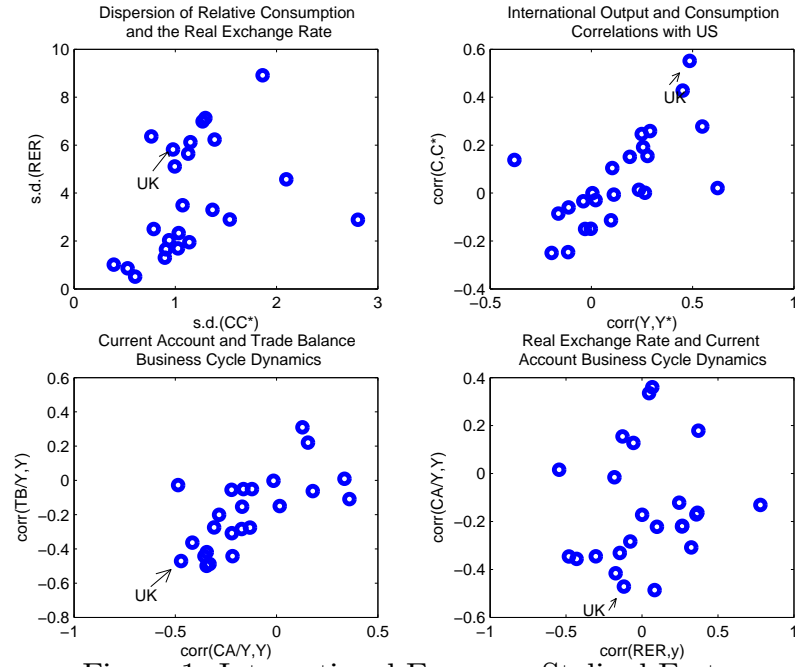 Dispersion of Relative Consumption
and the Real Exchange Rate
10
8
6
4
2
0
s.d.(RER)
UK
0 1 2 3
s.d.(CC*)
International Output and Consumption
Correlations with US
0.6
0.4
0.2
0
−0.2
−0.4
corr(C,C*)
UK
−0.5 0 0.5 1
corr(Y,Y*)
Current Account and Trade Balance
Business Cycle Dynamics
0.6
0.4
0.2
0
−0.2
−0.4
−0.6
−0.8
corr(TB/Y,Y)
UK
−1 −0.5 0 0.5
corr(CA/Y,Y)
Real Exchange Rate and Current
Account Business Cycle Dynamics
0.4
0.2
0
−0.2
−0.4
−0.6
corr(CA/Y,Y)
UK
−1 −0.5 0 0.5 1
corr(RER,y)
Figure 1: International